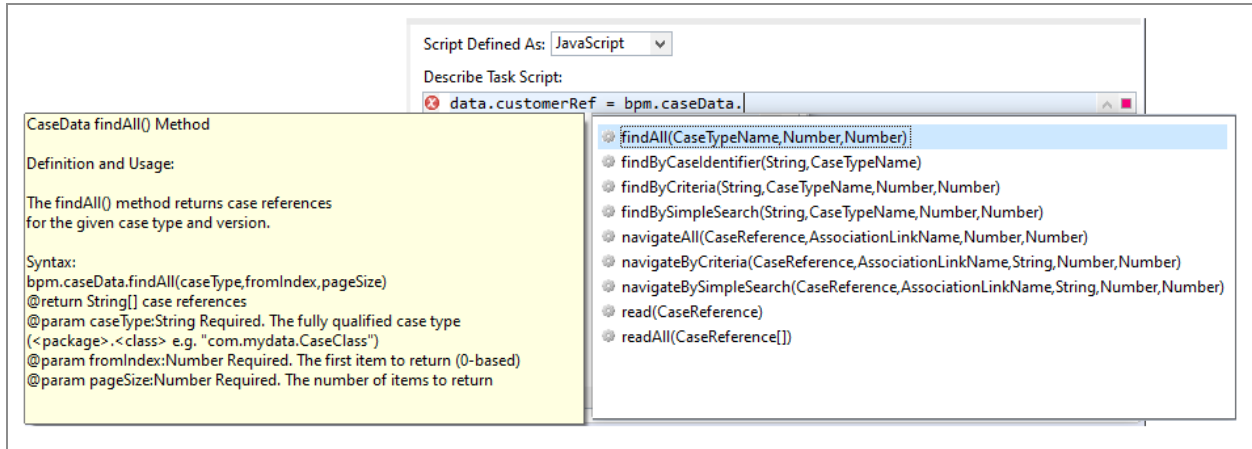 Script Defined As: JavaScript
Describe Task Script:
data.customerRef = bpm.caseData.
CaseData findAll() Method
Definition and Usage:
The findAll() method returns case references
for the given case type and version.
Syntax:
bpm.caseData.findAll(caseType,fromIndex,pageSize)
@return String[] case references
@param caseType:String Required. The fully qualified case type
(<package>.<class> e.g. "com.mydata.CaseClass")
@param fromIndex:Number Required. The first item to return (0-based)
@param pageSize:Number Required. The number of items to return
findAll(CaseTypeName,Number,Number)
findByCaseIdentifier(String,CaseTypeName)
findByCriteria(String,CaseTypeName,Number,Number)
findBySimpleSearch(String,CaseTypeName,Number,Number)
navigateAll(CaseReference,AssociationLinkName,Number,Number)
navigateByCriteria(CaseReference,AssociationLinkName,String,Number,Number)
navigateBySimpleSearch(CaseReference,AssociationLinkName,String,Number,Number)
read(CaseReference)
readAll(CaseReference[])